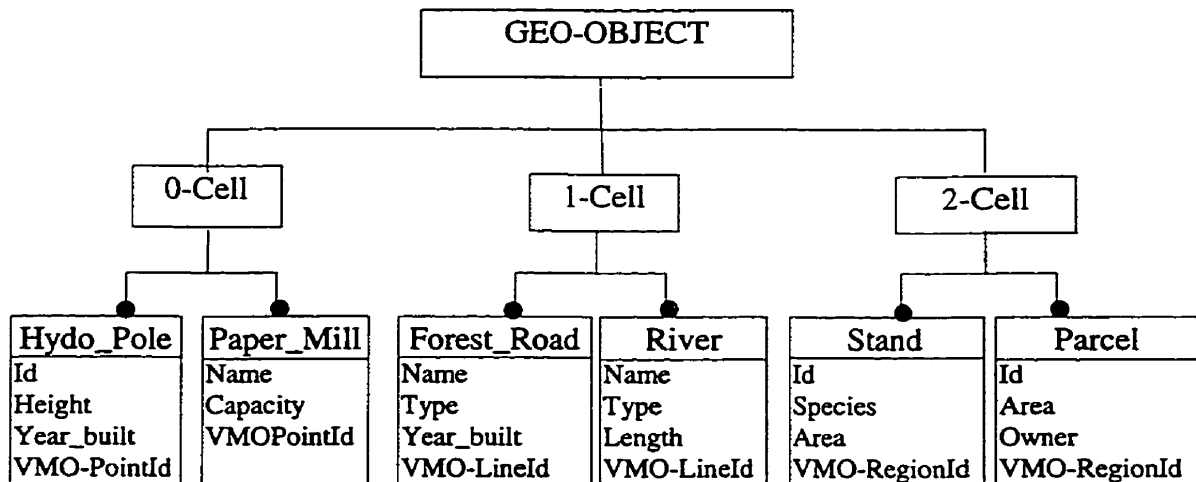 GEO-OBJECT
0-Cell
1-Cell
2-Cell
Hydo_Pole
Id
Height
Year_built
VMO-PointId
Paper_Mill
Name
Capacity
VMOPointId
Forest_Road
Name
Type
Year_built
VMO-LineId
River
Name
Type
Length
VMO-LineId
Stand
Id
Species
Area
VMO-RegionId
Parcel
Id
Area
Owner
VMO-RegionId